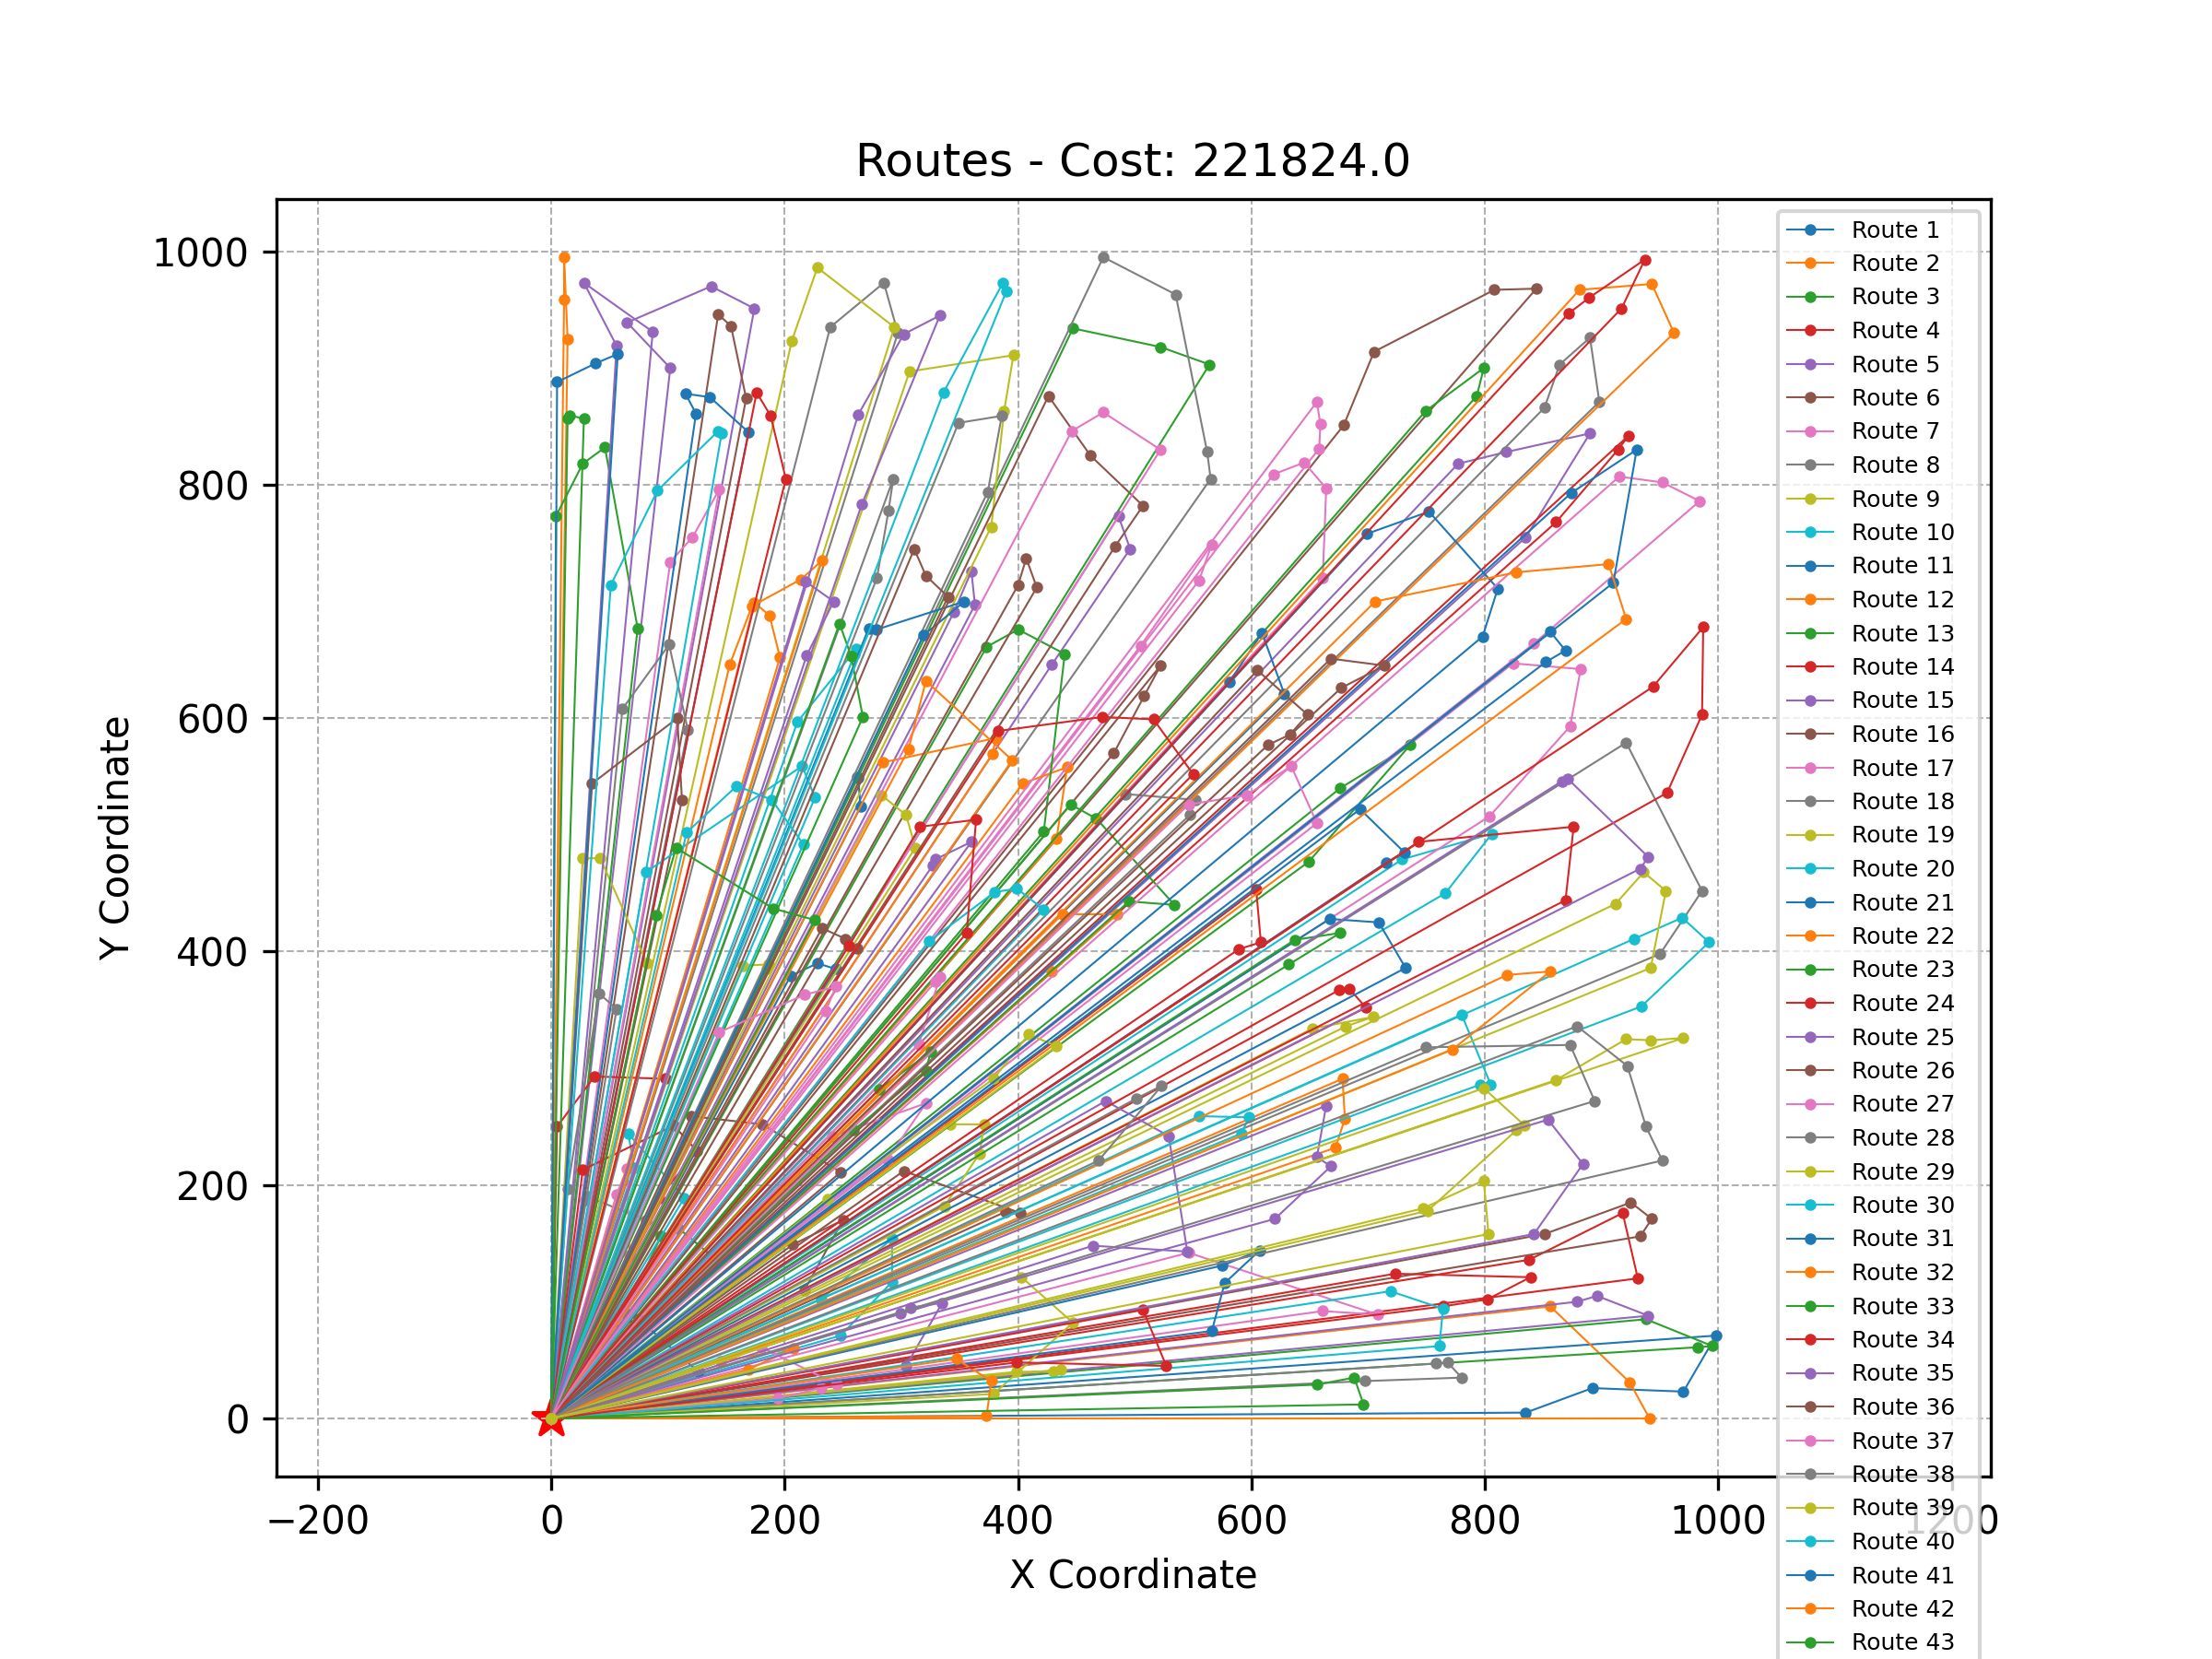 Routes - Cost: 221824.0
1000
800
600
400
200
0
Y Coordinate
−200
0
200
400
600
800
1000
1200
X Coordinate
Route 1
Route 2
Route 3
Route 4
Route 5
Route 6
Route 7
Route 8
Route 9
Route 10
Route 11
Route 12
Route 13
Route 14
Route 15
Route 16
Route 17
Route 18
Route 19
Route 20
Route 21
Route 22
Route 23
Route 24
Route 25
Route 26
Route 27
Route 28
Route 29
Route 30
Route 31
Route 32
Route 33
Route 34
Route 35
Route 36
Route 37
Route 38
Route 39
Route 40
Route 41
Route 42
Route 43